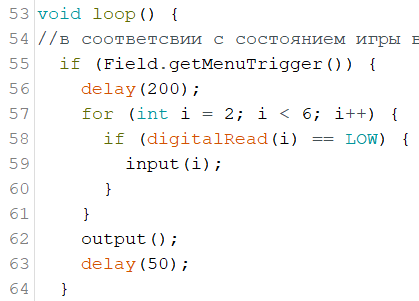 53 void loop() {
54 //в соответсвии с состоянием игры в
55 if (Field.getMenuTrigger()) {
56 delay(200);
57 for (int i = 2; i < 6; i++) {
58 if (digitalRead(i) == LOW) {
59 input(i);
60 }
61 }
62 output();
63 delay(50);
64 }